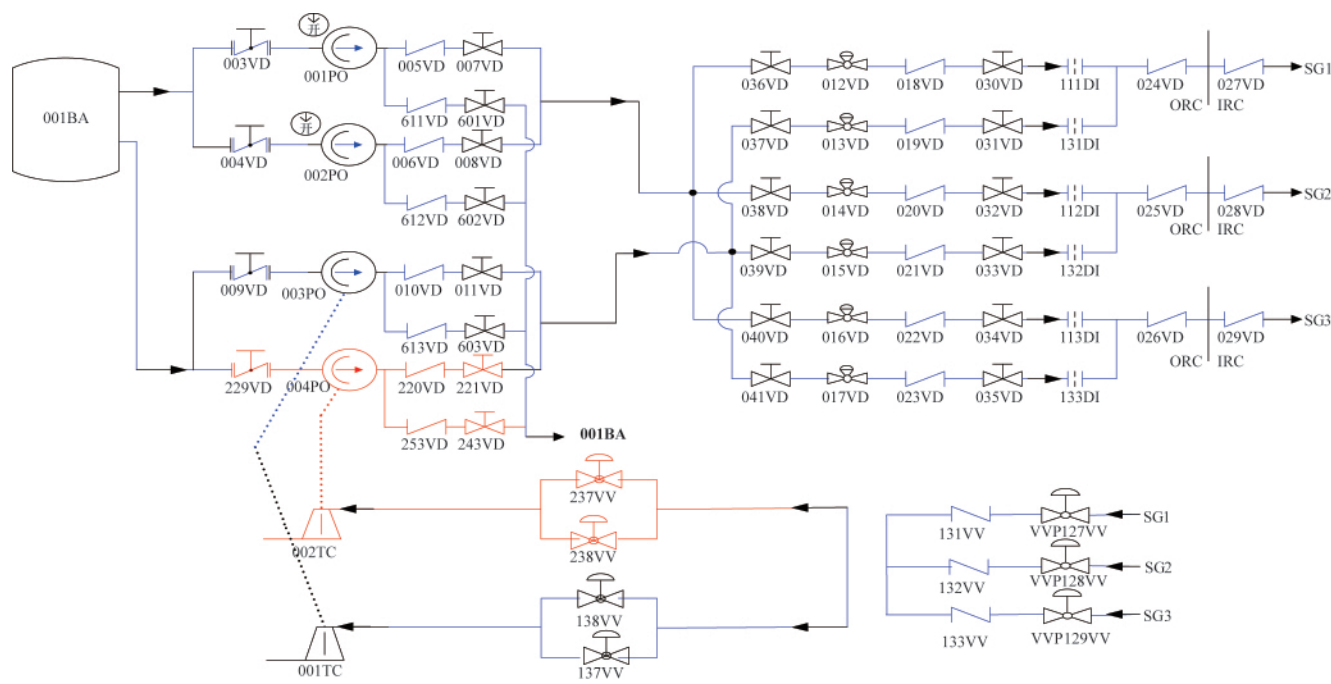 开
003VD
001PO
005VD
007VD
611VD
601VD
001BA
开
004VD
002PO
006VD
008VD
612VD
602VD
009VD
003PO
010VD
011VD
613VD
603VD
229VD
004PO
220VD
221VD
253VD
243VD
001BA
036VD
012VD
018VD
030VD
111DI
024VD
027VD
SG1
ORC
IRC
037VD
013VD
019VD
031VD
131DI
038VD
014VD
020VD
032VD
112DI
025VD
028VD
SG2
ORC
IRC
039VD
015VD
021VD
033VD
132DI
040VD
016VD
022VD
034VD
113DI
026VD
029VD
SG3
ORC
IRC
041VD
017VD
023VD
035VD
133DI
237VV
002TC
238VV
138VV
001TC
137VV
131VV
VVP127VV
SG1
132VV
VVP128VV
SG2
133VV
VVP129VV
SG3